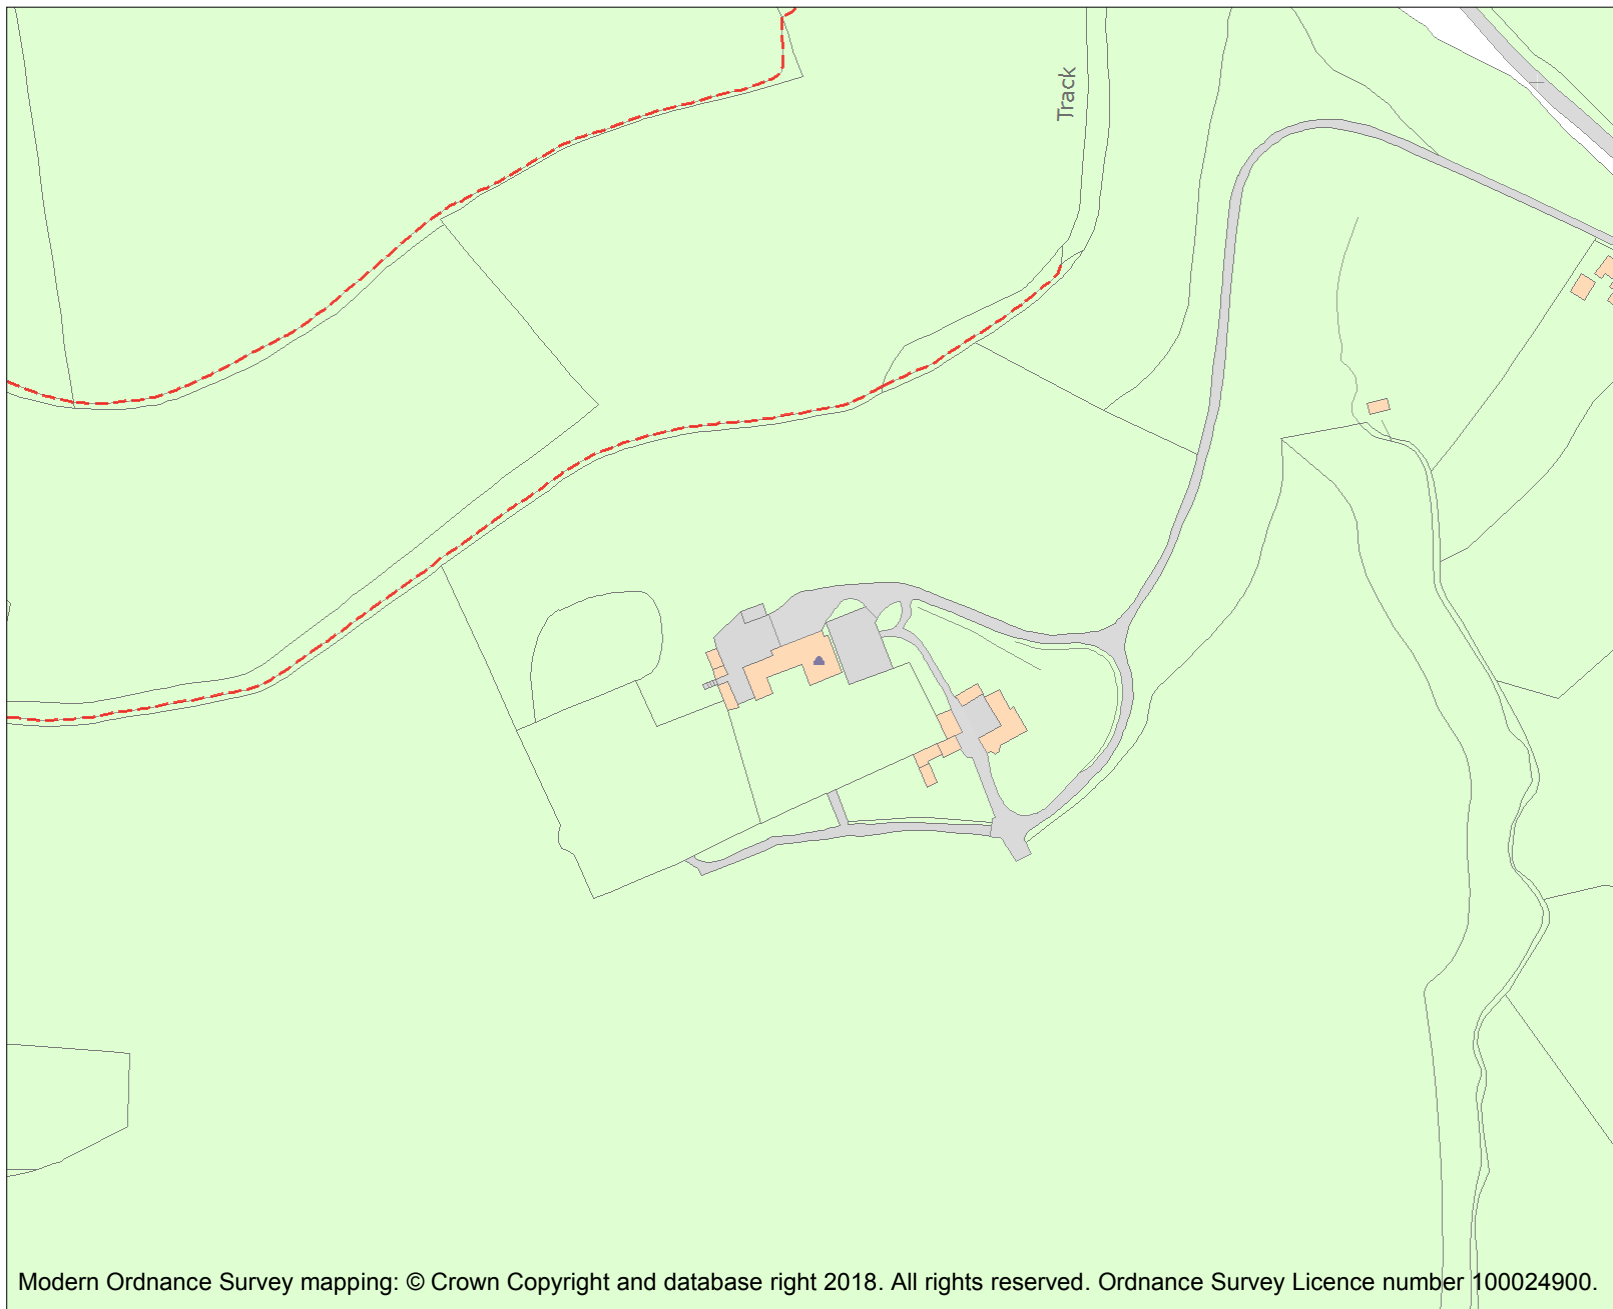 Track
Modern Ordnance Survey mapping: © Crown Copyright and database right 2018. All rights reserved. Ordnance Survey Licence number 100024900.